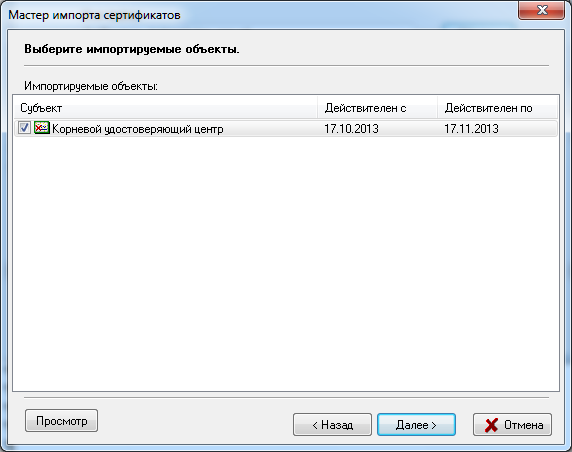 Мастер импорта сертификатов
Выберите импортируемые объекты.
Импортируемые объекты:
Субъект Действителен с Действителен по
Корневой удостоверяющий центр 17.10.2013 17.11.2013
Просмотр < Назад Далее > Отмена